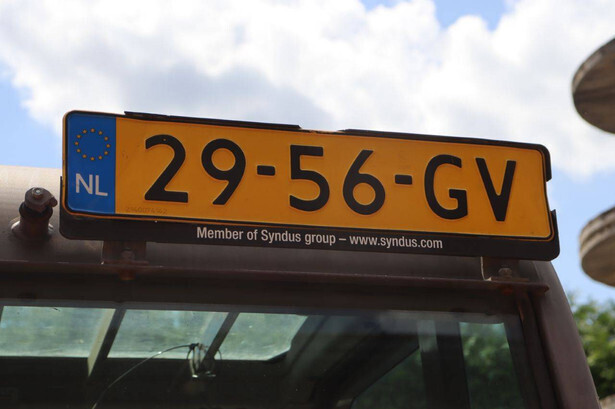 NL 29-56-GV
Member of Syndus group – www.syndus.com